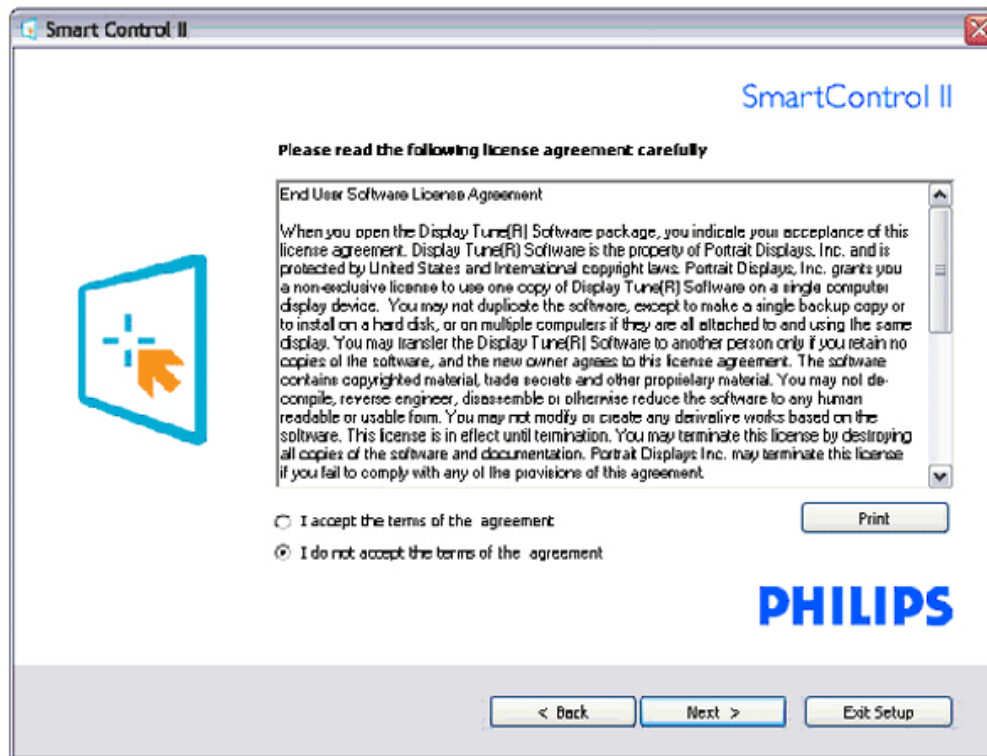 Smart Control II
SmartControl II
Please read the following license agreement carefully
End User Software License Agreement
When you open the Display Tune(R) Software package, you indicate your acceptance of this
license agreement. Display Tune(R) Software is the property of Portrait Displays, Inc. and is
protected by United States and International copyright laws. Portrait Displays, Inc. grants you
a non-exclusive license to use one copy of Display Tune(R) Software on a single computer
display device. You may not duplicate the software, except to make a single backup copy or
to install on a hard disk, or on multiple computers if they are all attached to and using the same
display. You may transfer the Display Tune(R) Software to another person only if you retain no
copies of the software, and the new owner agrees to this license agreement. The software
contains copyrighted material, trade secrets and other proprietary material. You may not de-
compile, reverse engineer, disassemble or otherwise reduce the software to any human
readable or usable form. You may not modify or create any derivative works based on the
software. This license is in effect until termination. You may terminate this license by destroying
all copies of the software and documentation. Portrait Displays Inc. may terminate this license
if you fail to comply with any of the provisions of this agreement.
I accept the terms of the agreement
Print
I do not accept the terms of the agreement
PHILIPS
< Back
Next >
Exit Setup